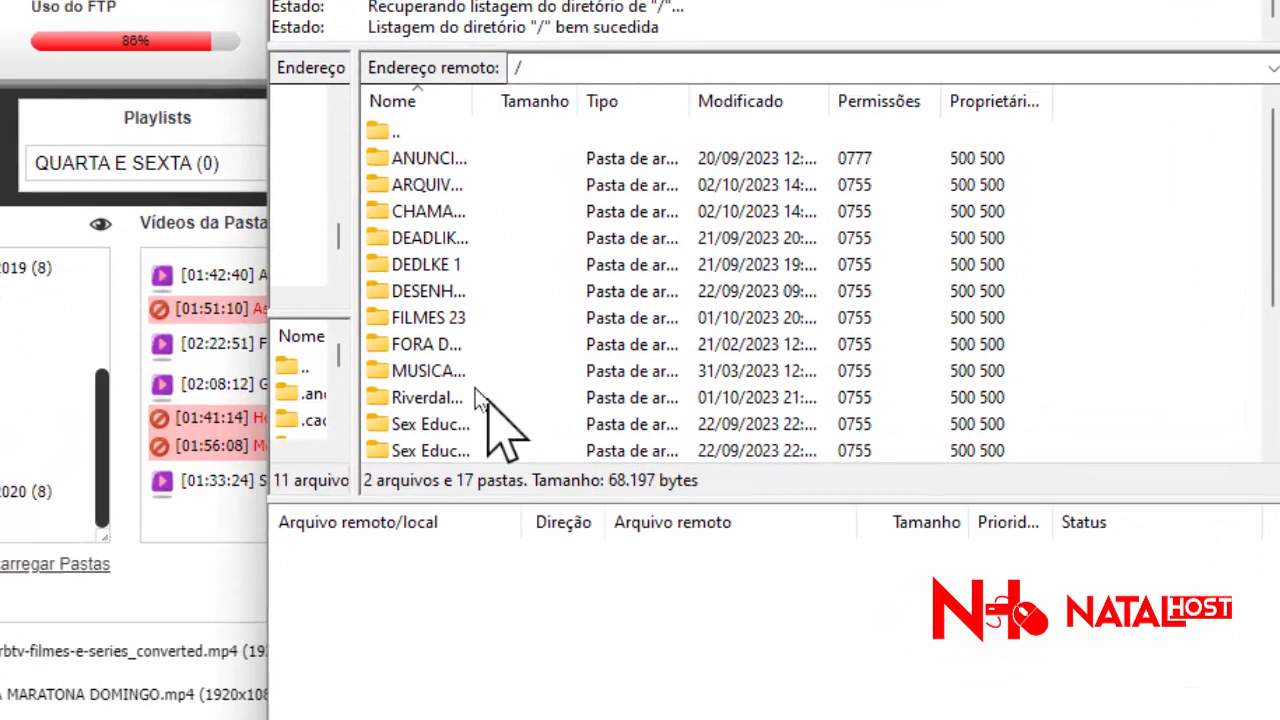 Uso do FTP
86%
Playlists
QUARTA E SEXTA (0)
Vídeos da Pasta
2019 (8)
[01:42:40] A
[01:51:10] As
[02:22:51] F
[02:08:12] G
[01:41:14] H
[01:56:08] M
2020 (8)
[01:33:24] S
arregar Pastas
rbtv-filmes-e-series_converted.mp4 (19
A MARATONA DOMINGO.mp4 (1920x108
Estado: Recuperando listagem do diretório de "/"...
Estado: Listagem do diretório "/" bem sucedida
Endereço
Endereço remoto: /
Nome Tamanho Tipo Modificado Permissões Proprietári...
..
ANUNCI... Pasta de ar... 20/09/2023 12:... 0777 500 500
ARQUIV... Pasta de ar... 02/10/2023 14:... 0755 500 500
CHAMA... Pasta de ar... 02/10/2023 14:... 0755 500 500
DEADLIK... Pasta de ar... 21/09/2023 20:... 0755 500 500
DEDLKE 1 Pasta de ar... 21/09/2023 19:... 0755 500 500
DESENH... Pasta de ar... 22/09/2023 09:... 0755 500 500
FILMES 23 Pasta de ar... 01/10/2023 20:... 0755 500 500
FORA D... Pasta de ar... 21/02/2023 12:... 0755 500 500
MUSICA... Pasta de ar... 31/03/2023 12:... 0755 500 500
Riverdal... Pasta de ar... 01/10/2023 21:... 0755 500 500
Sex Educ... Pasta de ar... 22/09/2023 22:... 0755 500 500
Sex Educ... Pasta de ar... 22/09/2023 22:... 0755 500 500
Nome
..
.and
.cac
11 arquivo
2 arquivos e 17 pastas. Tamanho: 68.197 bytes
Arquivo remoto/local Direção Arquivo remoto Tamanho Priorid... Status
NATAL HOST